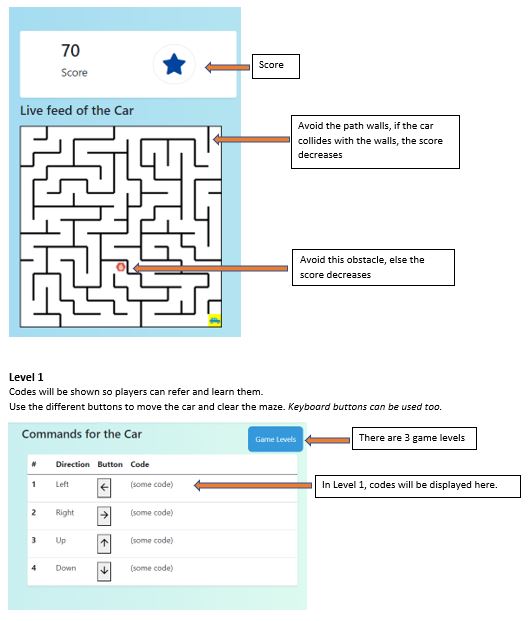 70
Score
Score
Live feed of the Car
Avoid the path walls, if the car
collides with the walls, the score
decreases
Avoid this obstacle, else the
score decreases
Level 1
Codes will be shown so players can refer and learn them.
Use the different buttons to move the car and clear the maze. Keyboard buttons can be used too.
Commands for the Car
Game Levels
There are 3 game levels
# Direction Button Code
1 Left ← (some code)
In Level 1, codes will be displayed here.
2 Right → (some code)
3 Up ↑ (some code)
4 Down ↓ (some code)